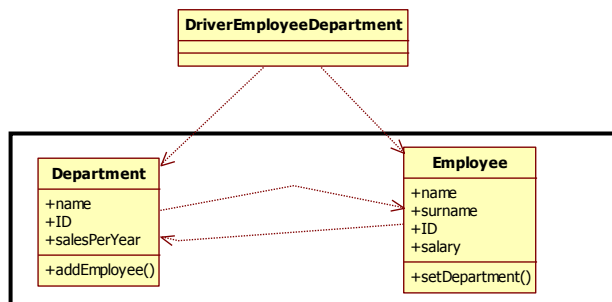 DriverEmployeeDepartment
Department
+name
+ID
+salesPerYear
+addEmployee()
Employee
+name
+surname
+ID
+salary
+setDepartment()